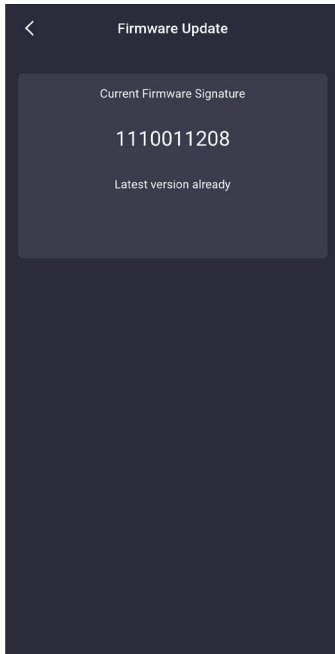 Firmware Update
Current Firmware Signature
1110011208
Latest version already